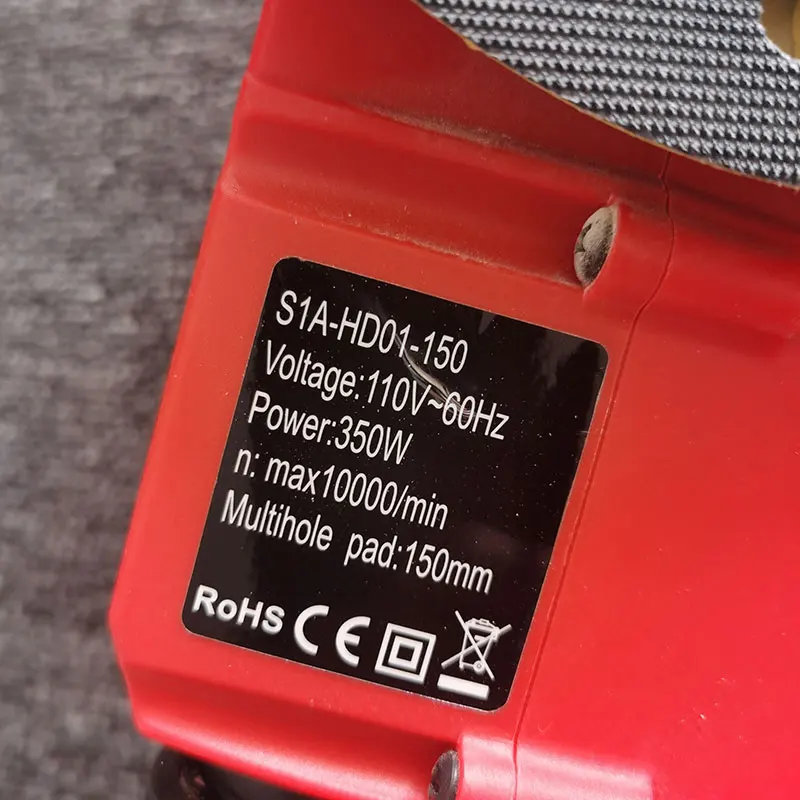 S1A-HD01-150
Voltage:110V~60Hz
Power:350W
n: max10000/min
Multihole pad:150mm
RoHS CE